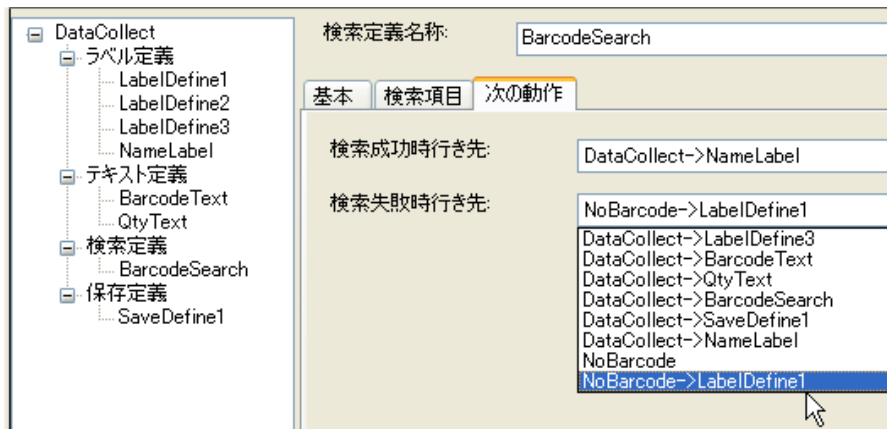 DataCollect
ラベル定義
LabelDefine1
LabelDefine2
LabelDefine3
NameLabel
テキスト定義
BarcodeText
QtyText
検索定義
BarcodeSearch
保存定義
SaveDefine1
検索定義名称:
BarcodeSearch
基本 検索項目 次の動作
検索成功時行き先:
DataCollect->NameLabel
検索失敗時行き先:
NoBarcode->LabelDefine1
DataCollect->LabelDefine3
DataCollect->BarcodeText
DataCollect->QtyText
DataCollect->BarcodeSearch
DataCollect->SaveDefine1
DataCollect->NameLabel
NoBarcode
NoBarcode->LabelDefine1